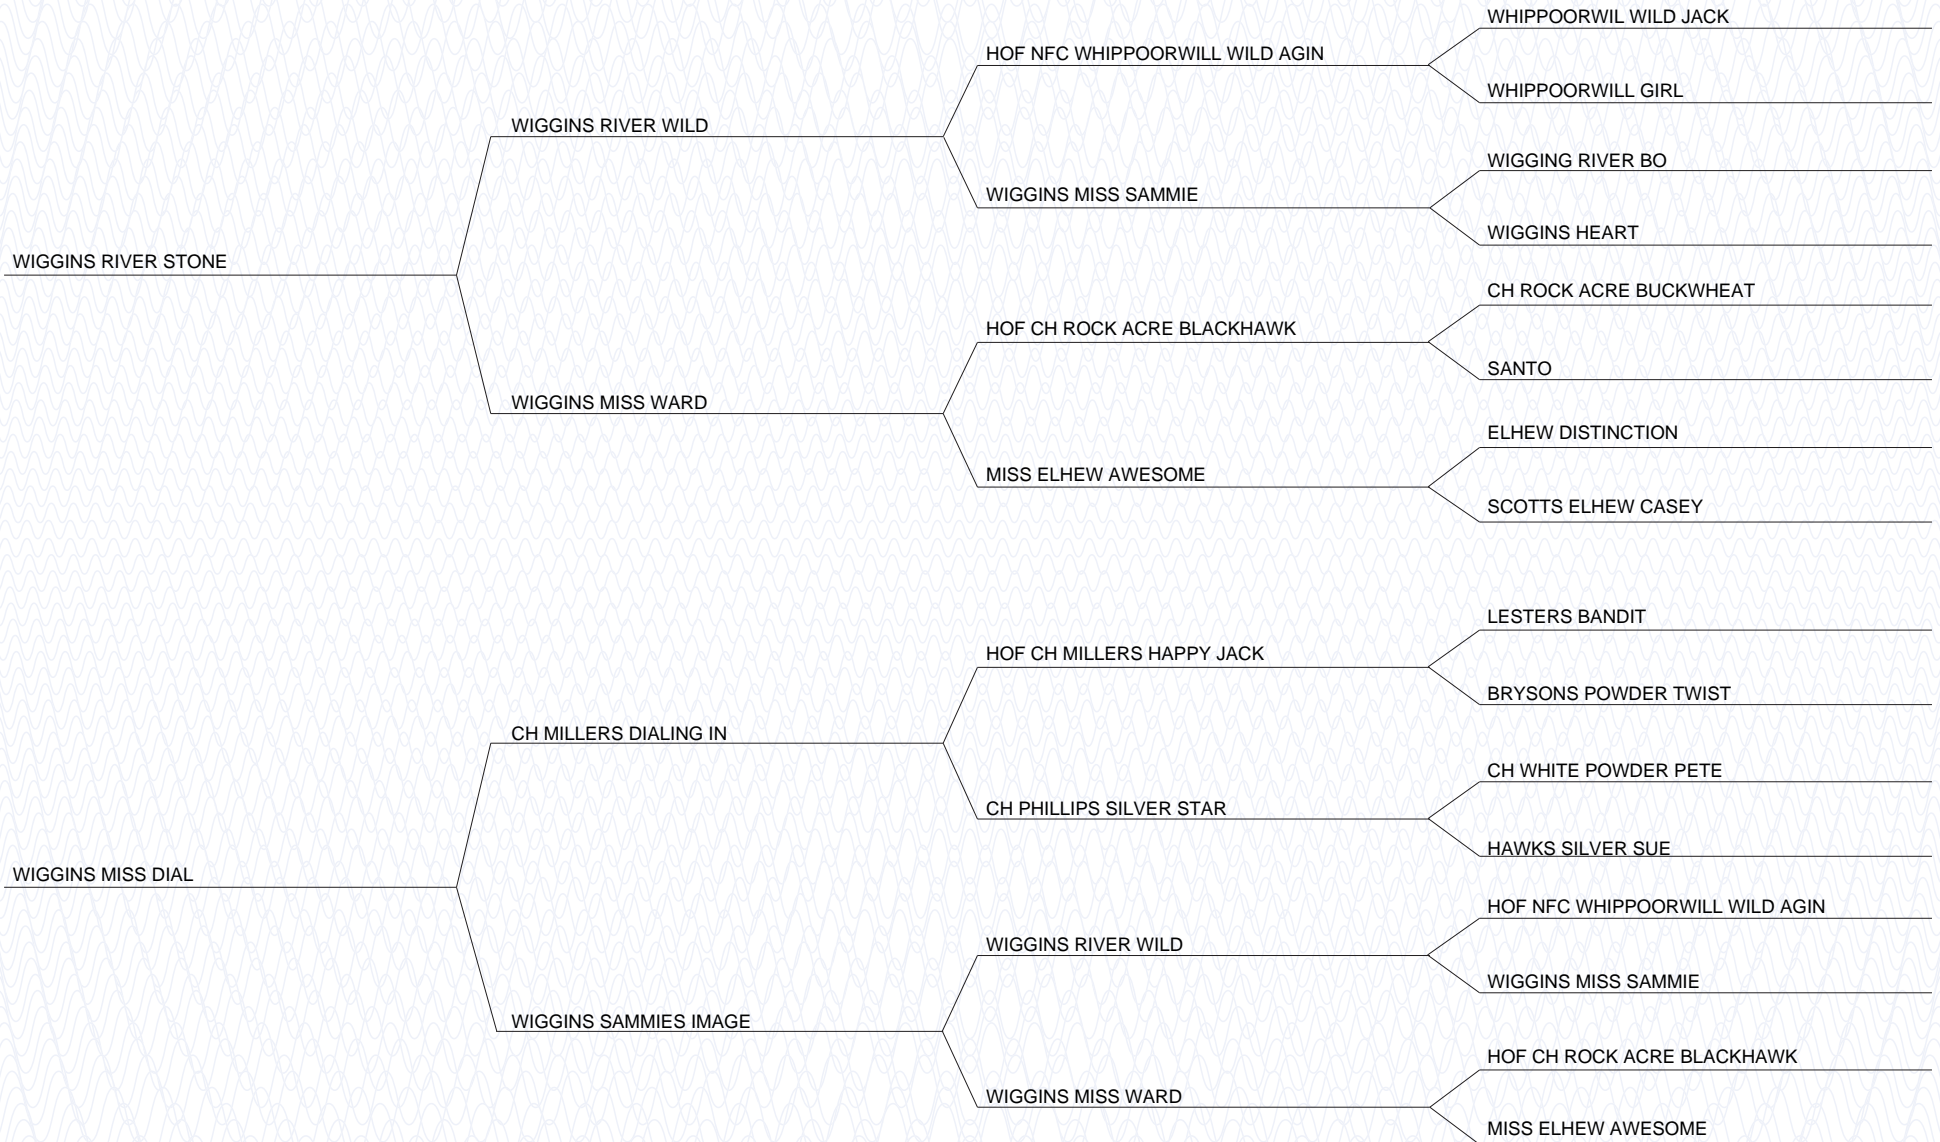 WHIPPOORWIL WILD JACK
HOF NFC WHIPPOORWILL WILD AGIN
WHIPPOORWILL GIRL
WIGGINS RIVER WILD
WIGGING RIVER BO
WIGGINS MISS SAMMIE
WIGGINS HEART
WIGGINS RIVER STONE
CH ROCK ACRE BUCKWHEAT
HOF CH ROCK ACRE BLACKHAWK
SANTO
WIGGINS MISS WARD
ELHEW DISTINCTION
MISS ELHEW AWESOME
SCOTTS ELHEW CASEY
LESTERS BANDIT
HOF CH MILLERS HAPPY JACK
BRYSONS POWDER TWIST
CH MILLERS DIALING IN
CH WHITE POWDER PETE
CH PHILLIPS SILVER STAR
HAWKS SILVER SUE
WIGGINS MISS DIAL
HOF NFC WHIPPOORWILL WILD AGIN
WIGGINS RIVER WILD
WIGGINS MISS SAMMIE
WIGGINS SAMMIES IMAGE
HOF CH ROCK ACRE BLACKHAWK
WIGGINS MISS WARD
MISS ELHEW AWESOME